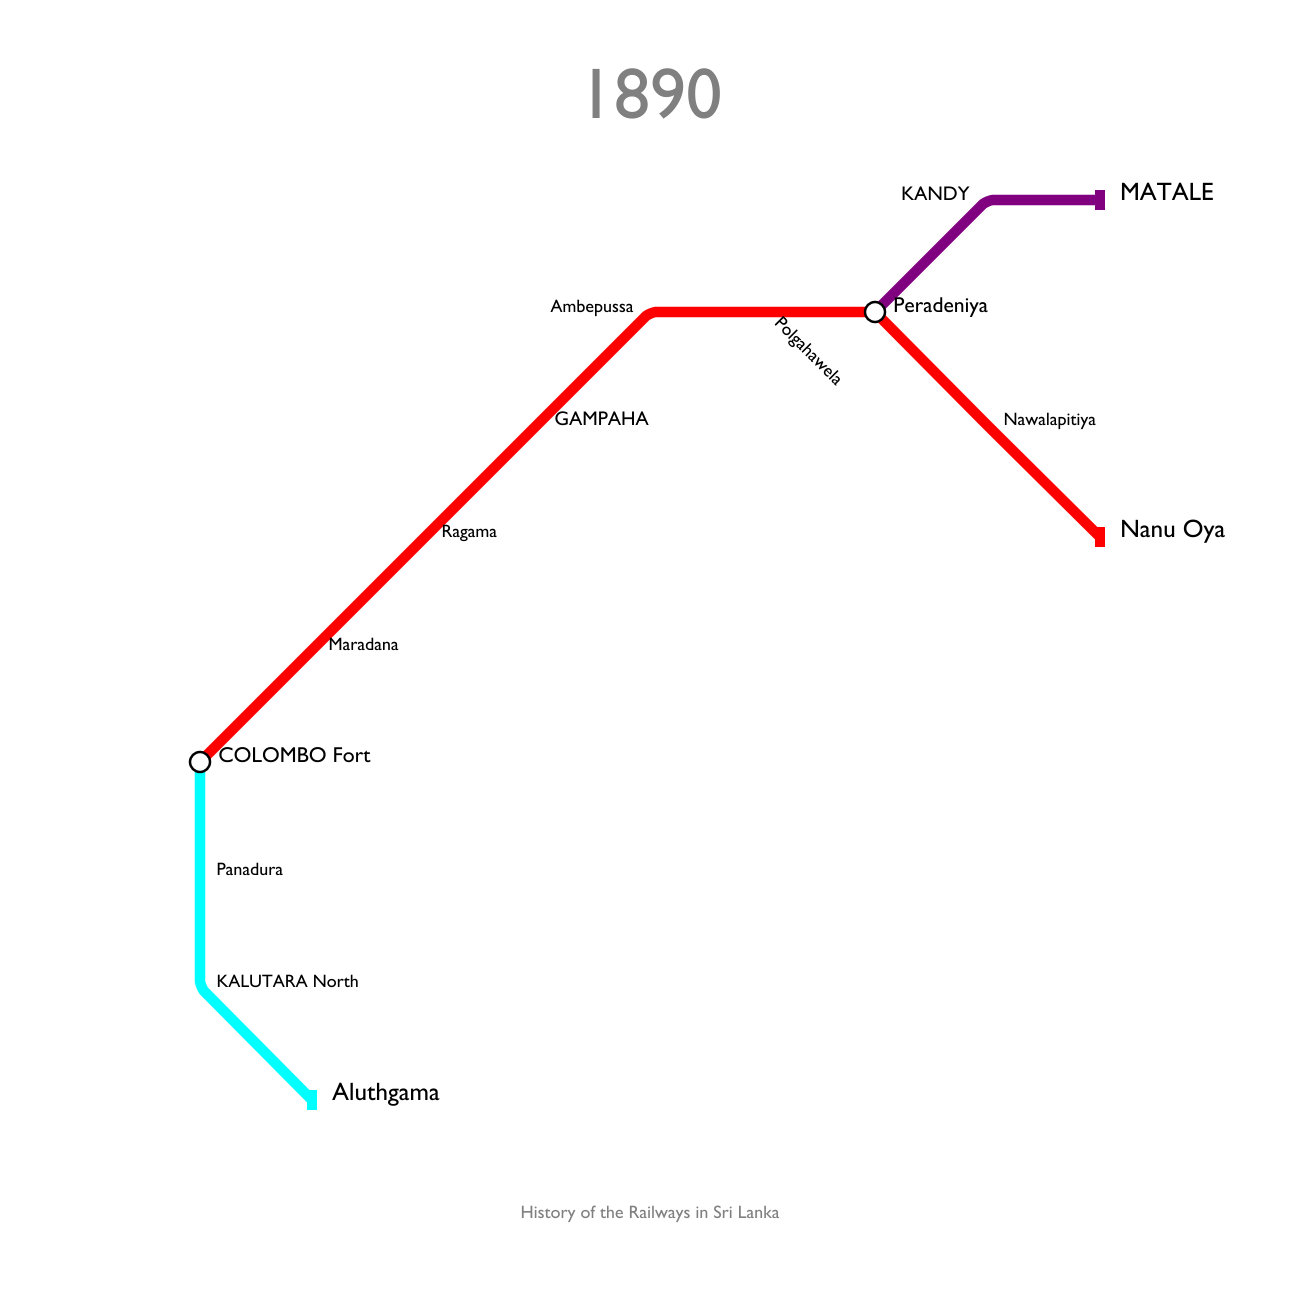 1890
KANDY
MATALE
Ambepussa
Peradeniya
Polgahawela
GAMPAHA
Nawalapitiya
Ragama
Nanu Oya
Maradana
COLOMBO Fort
Panadura
KALUTARA North
Aluthgama
History of the Railways in Sri Lanka